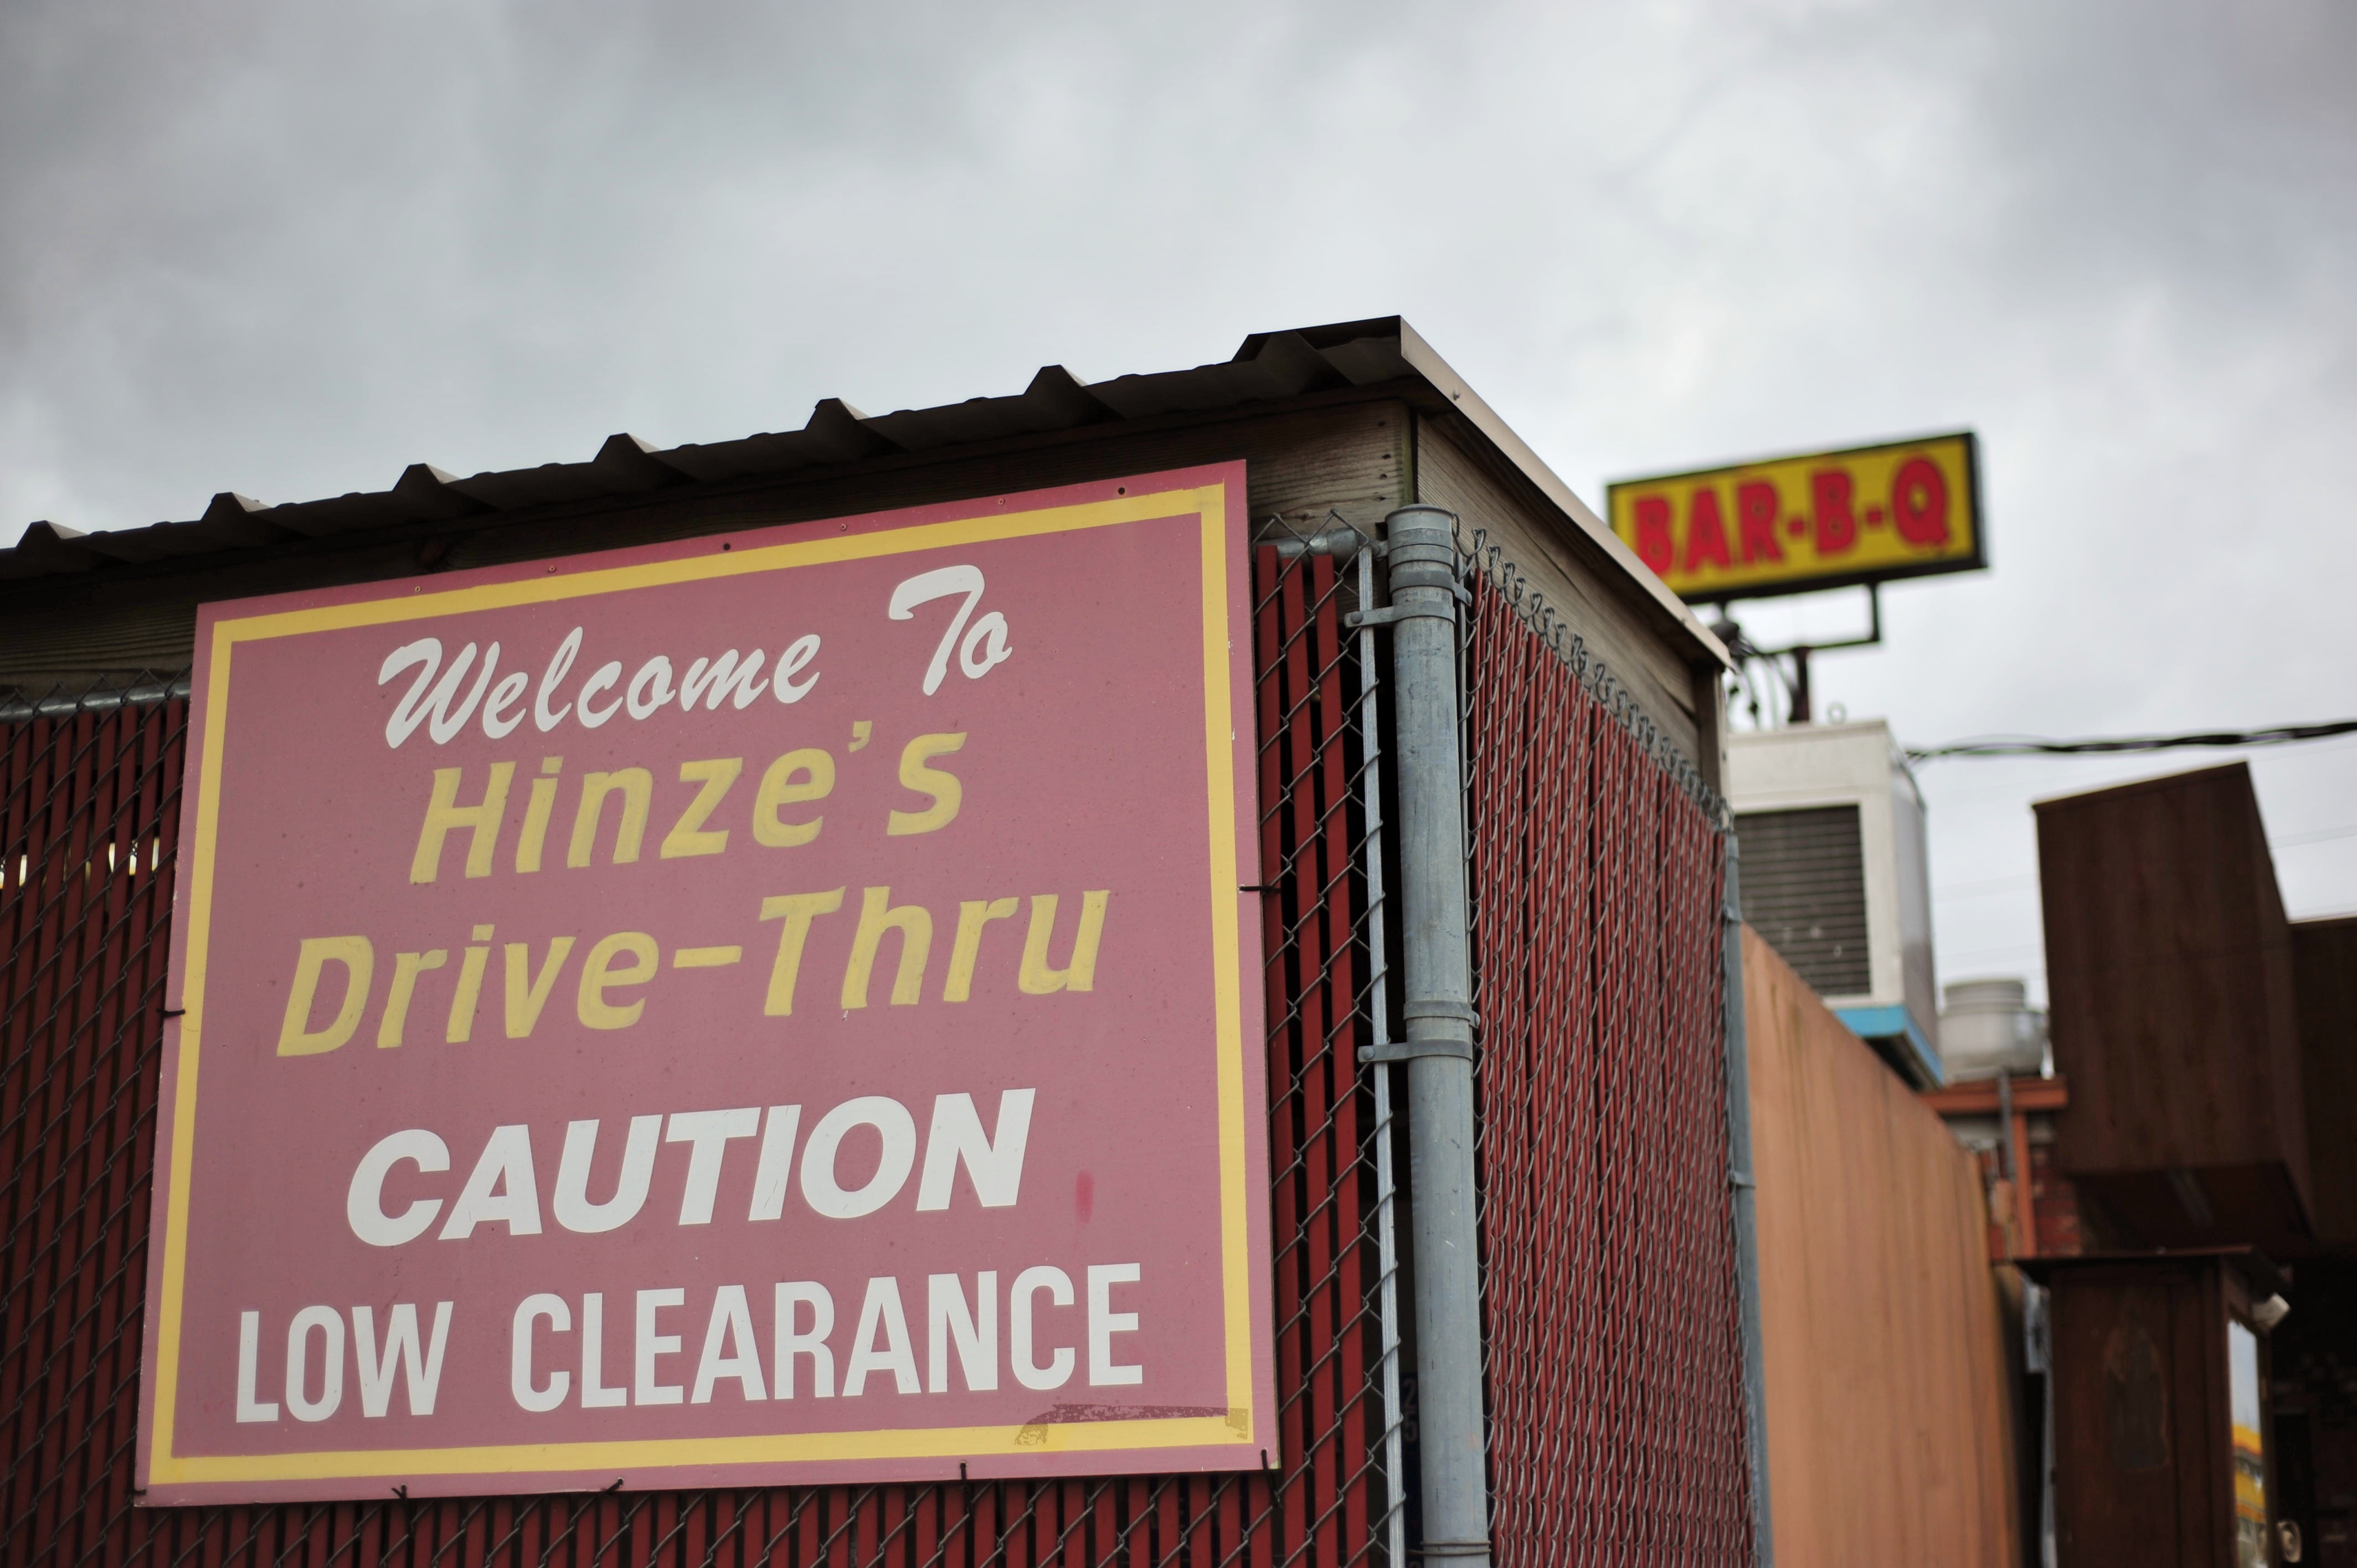 Welcome To
Hinze's
Drive-Thru
CAUTION
LOW CLEARANCE
BAR-B-Q